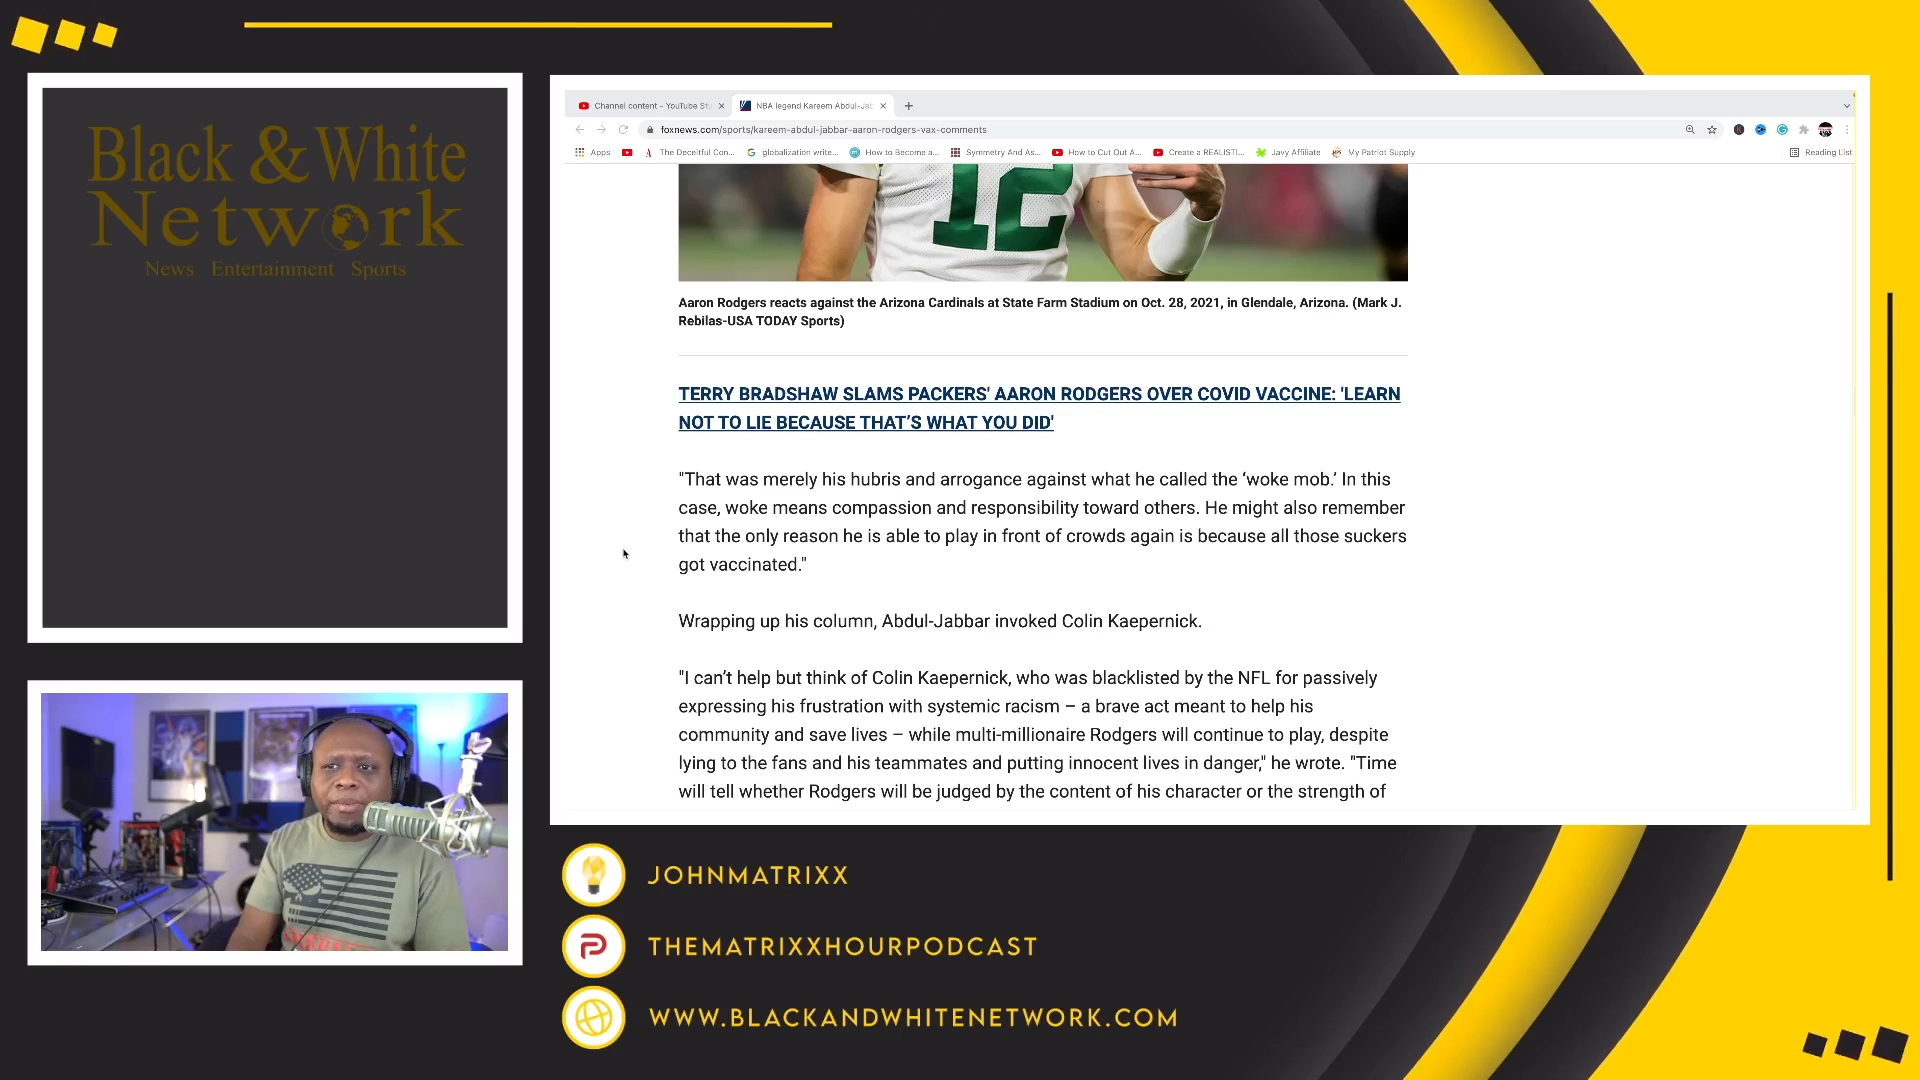 Black & White
Network
News Entertainment Sports
Channel content - YouTube Stu
NBA legend Kareem Abdul-Jab
foxnews.com/sports/kareem-abdul-jabbar-aaron-rodgers-vax-comments
Apps
The Deceitful Con...
globalization write...
How to Become a...
Symmetry And As...
How to Cut Out A...
Create a REALISTI...
Javy Affiliate
My Patriot Supply
Reading List
12
Aaron Rodgers reacts against the Arizona Cardinals at State Farm Stadium on Oct. 28, 2021, in Glendale, Arizona. (Mark J.
Rebilas-USA TODAY Sports)
TERRY BRADSHAW SLAMS PACKERS' AARON RODGERS OVER COVID VACCINE: 'LEARN
NOT TO LIE BECAUSE THAT’S WHAT YOU DID'
"That was merely his hubris and arrogance against what he called the ‘woke mob.’ In this
case, woke means compassion and responsibility toward others. He might also remember
that the only reason he is able to play in front of crowds again is because all those suckers
got vaccinated."
Wrapping up his column, Abdul-Jabbar invoked Colin Kaepernick.
"I can’t help but think of Colin Kaepernick, who was blacklisted by the NFL for passively
expressing his frustration with systemic racism – a brave act meant to help his
community and save lives – while multi-millionaire Rodgers will continue to play, despite
lying to the fans and his teammates and putting innocent lives in danger," he wrote. "Time
will tell whether Rodgers will be judged by the content of his character or the strength of
JOHNMATRIXX
THEMATRIXXHOURPODCAST
WWW.BLACKANDWHITENETWORK.COM